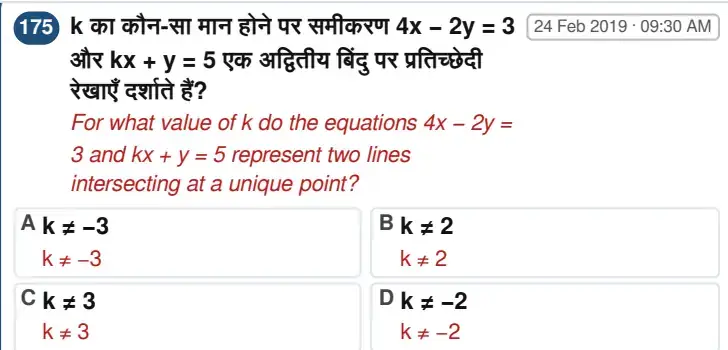 175 k का कौन-सा मान होने पर समीकरण 4x − 2y = 3 24 Feb 2019 · 09:30 AM
और kx + y = 5 एक अद्वितीय बिंदु पर प्रतिच्छेदी
रेखाएँ दर्शाते हैं?
For what value of k do the equations 4x − 2y =
3 and kx + y = 5 represent two lines
intersecting at a unique point?
A k ≠ −3
k ≠ −3
B k ≠ 2
k ≠ 2
C k ≠ 3
k ≠ 3
D k ≠ −2
k ≠ −2